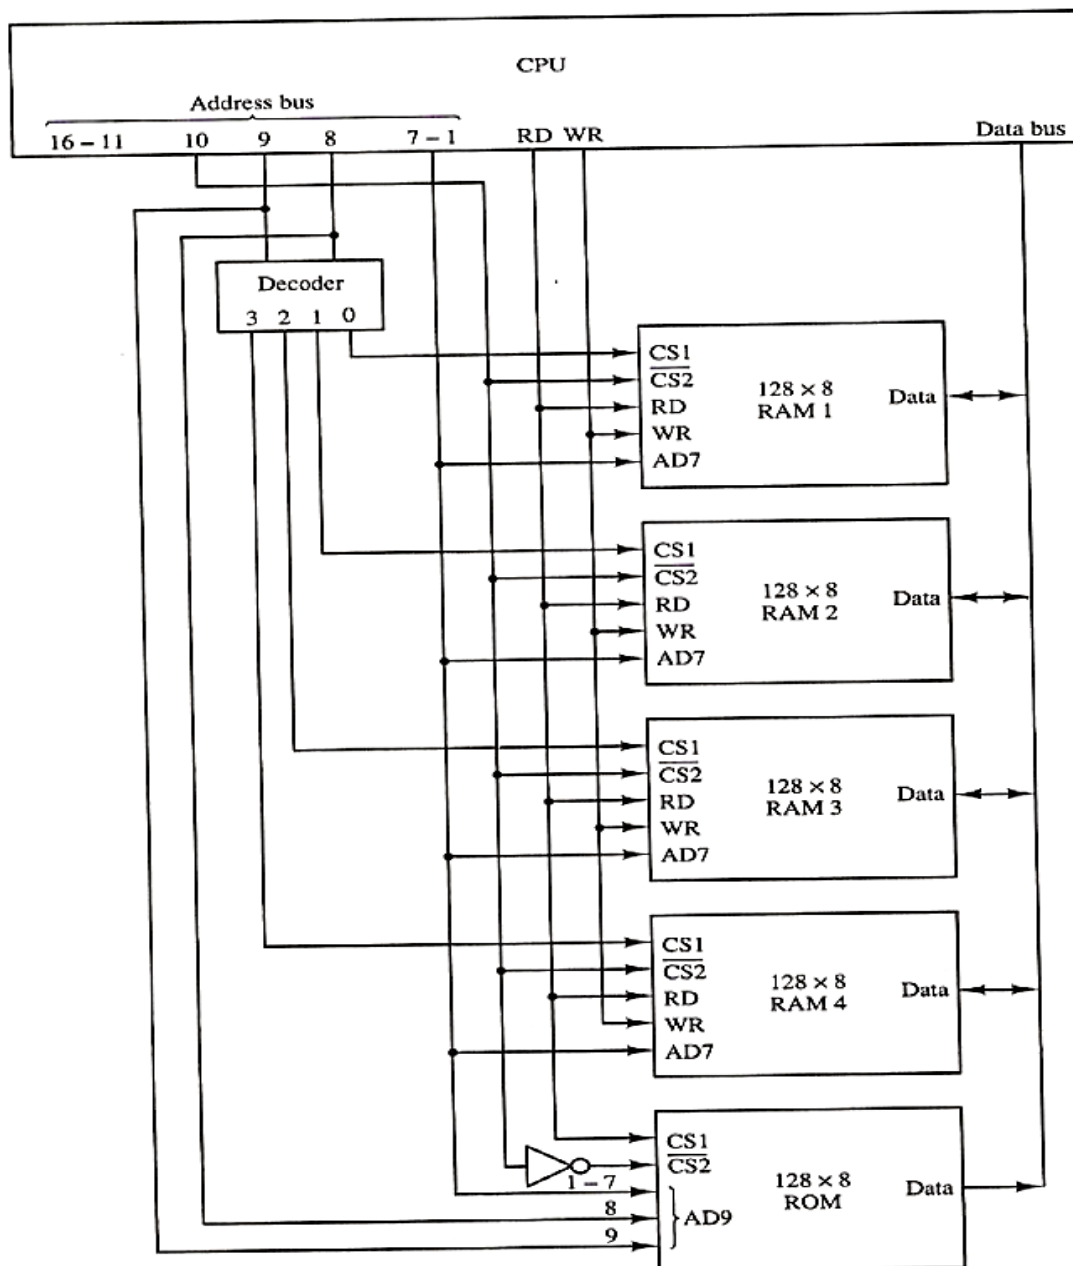 CPU
Address bus
16 – 11 10 9 8 7 – 1 RD WR Data bus
Decoder
3 2 1 0
CS1
CS2
RD
WR
AD7
128 × 8
RAM 1
Data
CS1
CS2
RD
WR
AD7
128 × 8
RAM 2
Data
CS1
CS2
RD
WR
AD7
128 × 8
RAM 3
Data
CS1
CS2
RD
WR
AD7
128 × 8
RAM 4
Data
CS1
CS2
1 – 7
8
9
AD9
128 × 8
ROM
Data